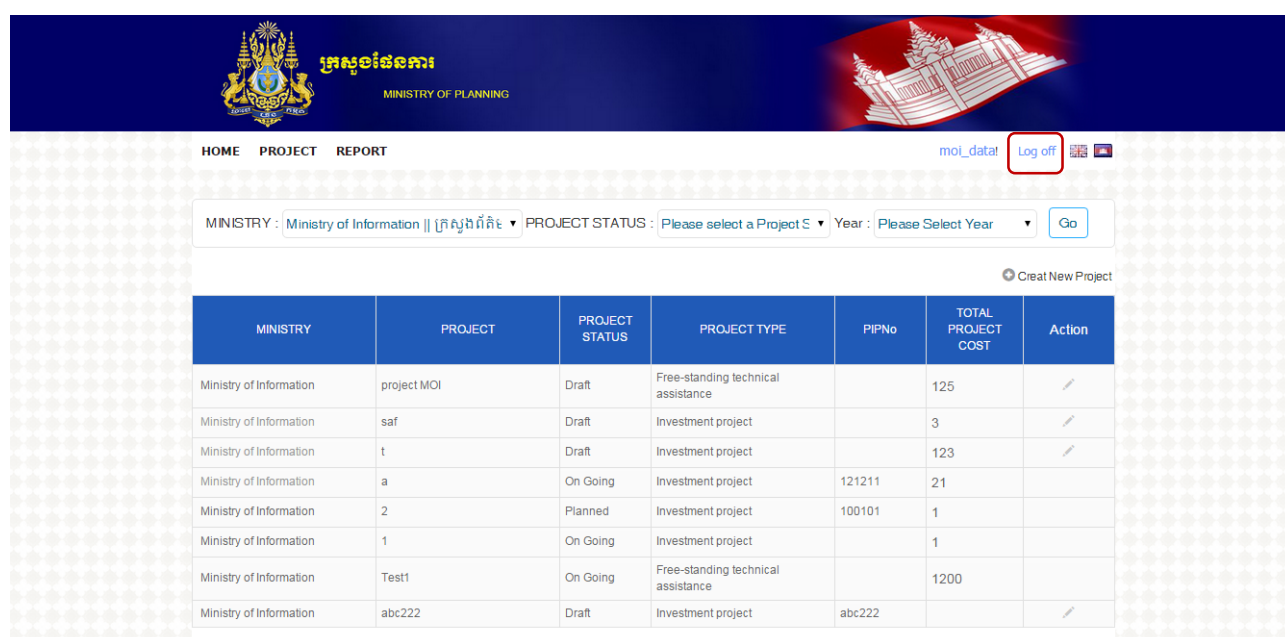 ក្រសួងផែនការ
MINISTRY OF PLANNING
HOME PROJECT REPORT moi_data! Log off
MINISTRY : Ministry of Information || ក្រសួងព័ត៌ម PROJECT STATUS : Please select a Project S Year : Please Select Year Go
Creat New Project
MINISTRY PROJECT PROJECT STATUS PROJECT TYPE PIPNo TOTAL PROJECT COST Action
Ministry of Information project MOI Draft Free-standing technical assistance 125
Ministry of Information saf Draft Investment project 3
Ministry of Information t Draft Investment project 123
Ministry of Information a On Going Investment project 121211 21
Ministry of Information 2 Planned Investment project 100101 1
Ministry of Information 1 On Going Investment project 1
Ministry of Information Test1 On Going Free-standing technical assistance 1200
Ministry of Information abc222 Draft Investment project abc222